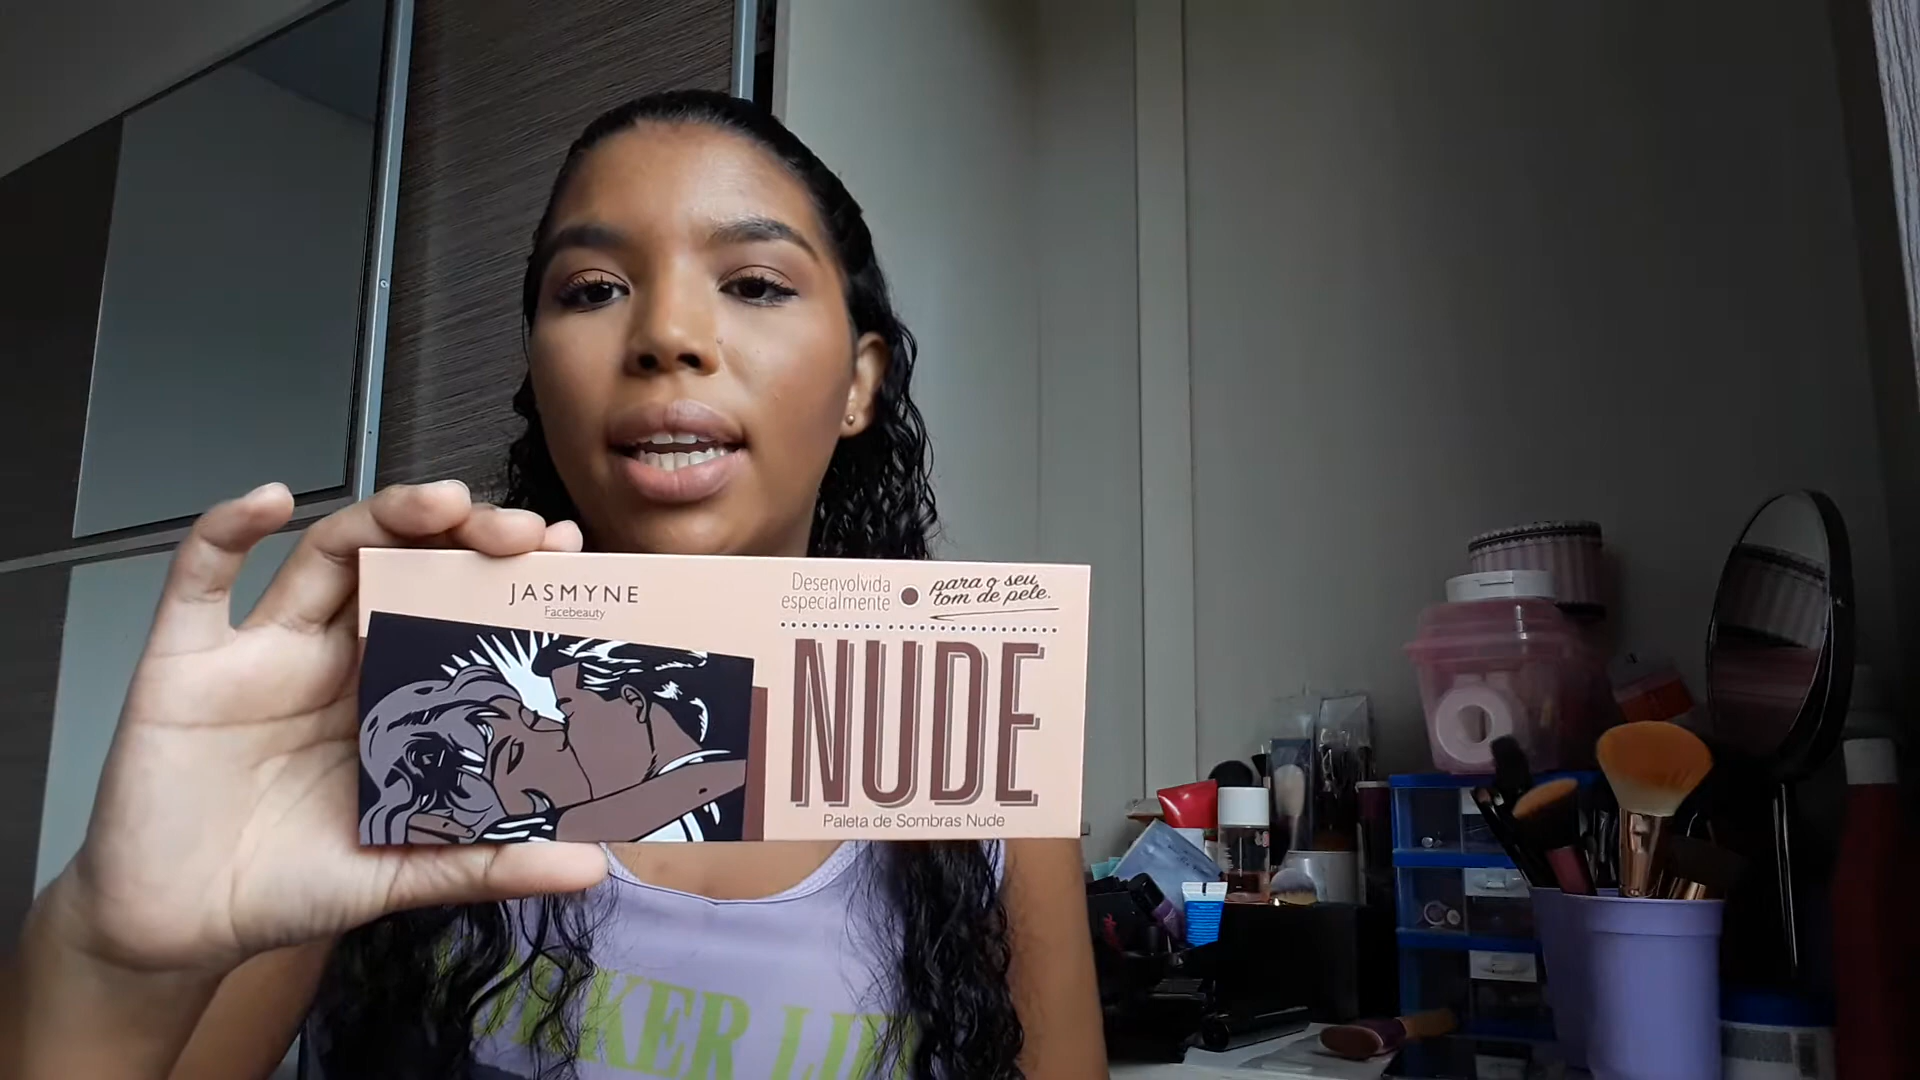 JASMYNE
Facebeauty
Desenvolvida
especialmente
para o seu
tom de pele.
NUDE
Paleta de Sombras Nude